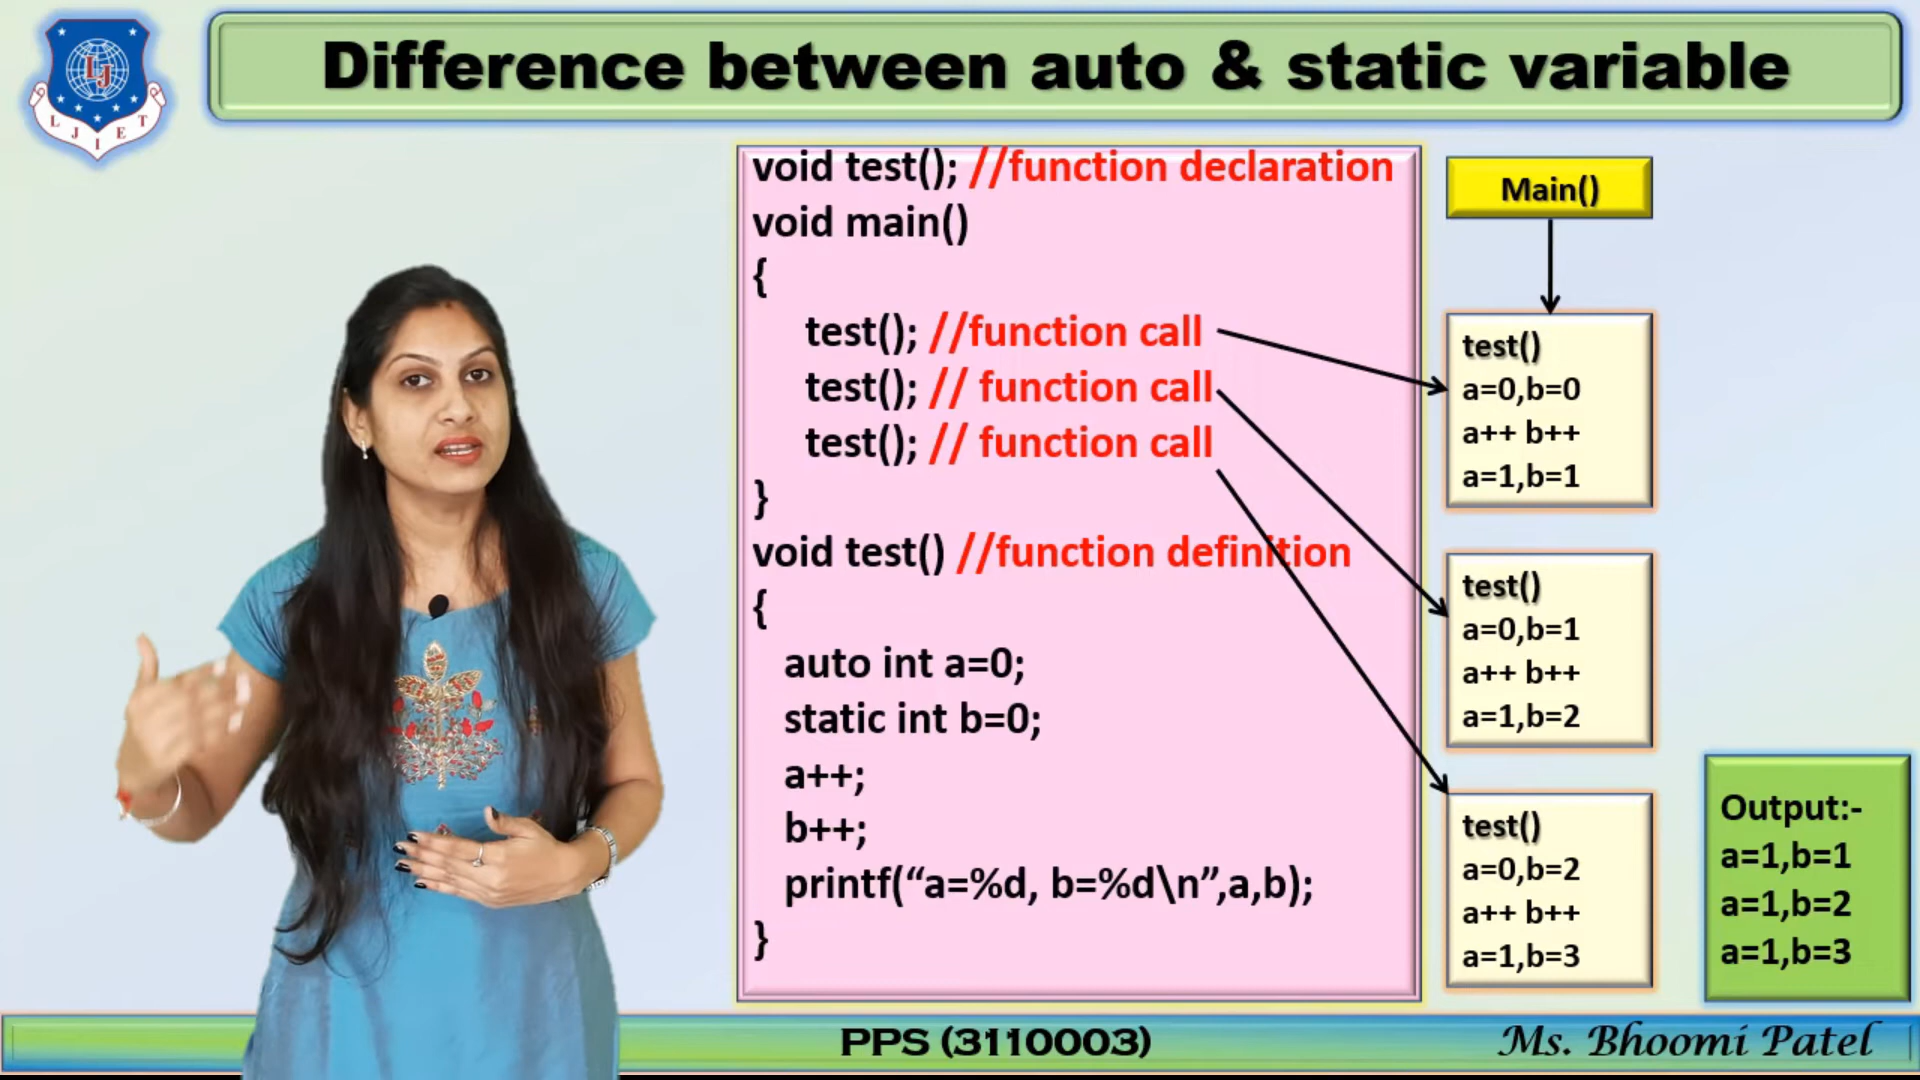 LJ
LJIET
Difference between auto & static variable
void test(); //function declaration
void main()
{
test(); //function call
test(); // function call
test(); // function call
}
void test() //function definition
{
auto int a=0;
static int b=0;
a++;
b++;
printf(“a=%d, b=%d\n”,a,b);
}
Main()
test()
a=0,b=0
a++ b++
a=1,b=1
test()
a=0,b=1
a++ b++
a=1,b=2
test()
a=0,b=2
a++ b++
a=1,b=3
Output:-
a=1,b=1
a=1,b=2
a=1,b=3
PPS (3110003)
Ms. Bhoomi Patel